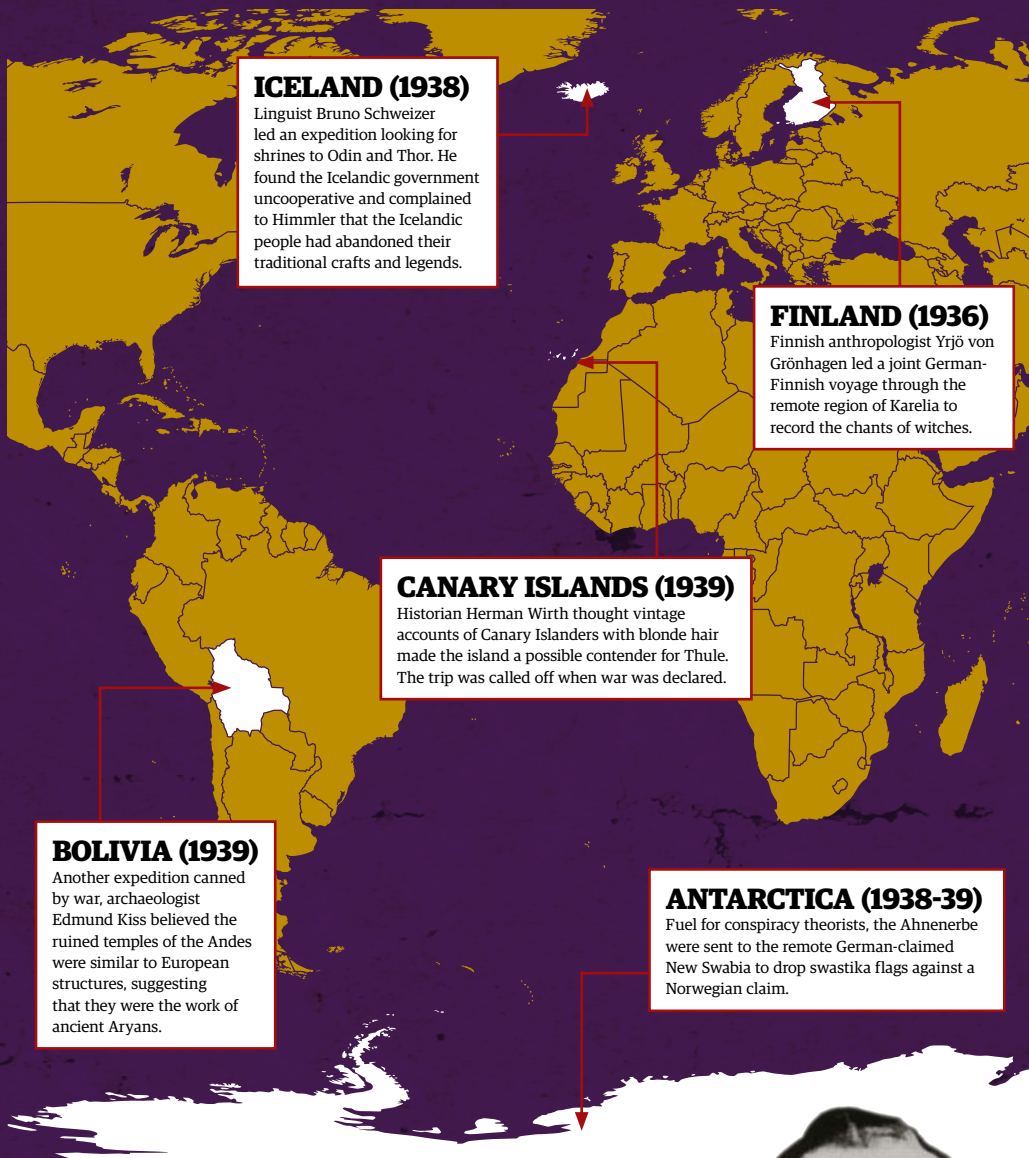 ICELAND (1938)
Linguist Bruno Schweizer
led an expedition looking for
shrines to Odin and Thor. He
found the Icelandic government
uncooperative and complained
to Himmler that the Icelandic
people had abandoned their
traditional crafts and legends.
FINLAND (1936)
Finnish anthropologist Yrjö von
Grönhagen led a joint German-
Finnish voyage through the
remote region of Karelia to
record the chants of witches.
CANARY ISLANDS (1939)
Historian Herman Wirth thought vintage
accounts of Canary Islanders with blonde hair
made the island a possible contender for Thule.
The trip was called off when war was declared.
BOLIVIA (1939)
Another expedition canned
by war, archaeologist
Edmund Kiss believed the
ruined temples of the Andes
were similar to European
structures, suggesting
that they were the work of
ancient Aryans.
ANTARCTICA (1938-39)
Fuel for conspiracy theorists, the Ahnenerbe
were sent to the remote German-claimed
New Swabia to drop swastika flags against a
Norwegian claim.